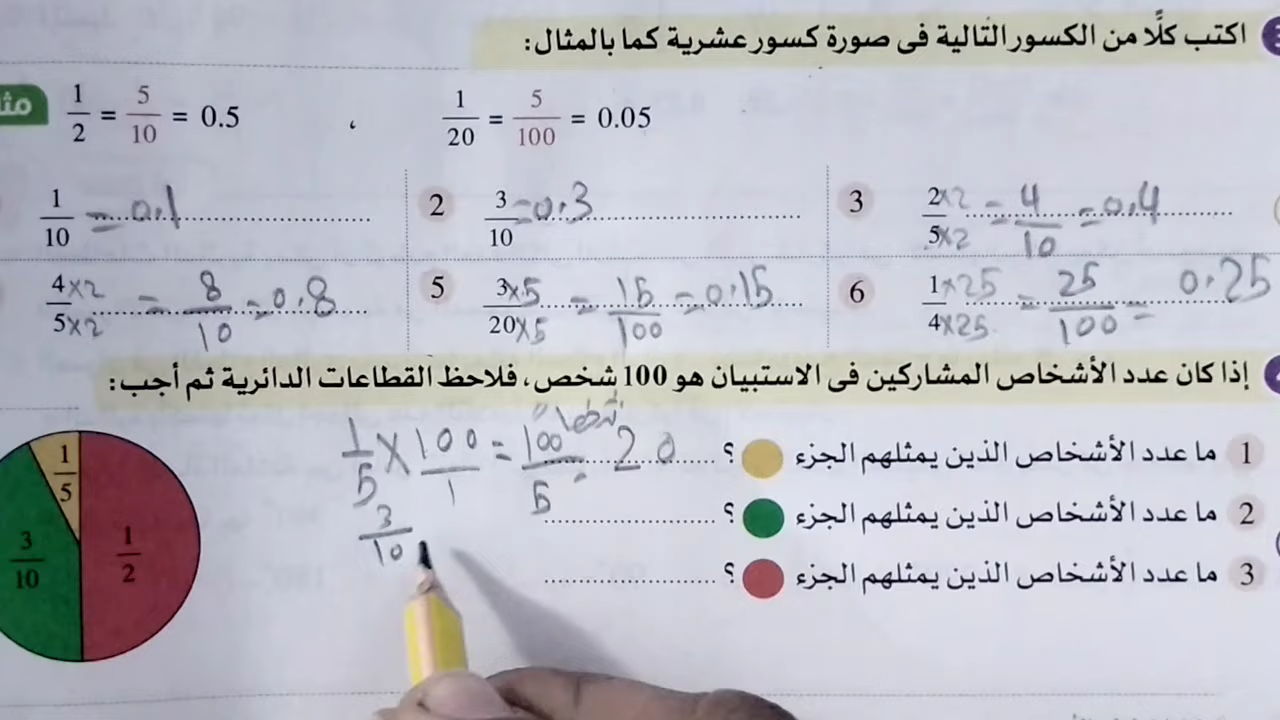 اكتب كلًّا من الكسور التالية فى صورة كسور عشرية كما بالمثال:
1/2 = 5/10 = 0.5 ، 1/20 = 5/100 = 0.05
1/10 = 0.1
2 3/10 = 0.3
3 2×2/5×2 = 4/10 = 0.4
4×2/5×2 = 8/10 = 0.8
5 3×5/20×5 = 15/100 = 0.15
6 1×25/4×25 = 25/100 = 0.25
إذا كان عدد الأشخاص المشاركين فى الاستبيان هو 100 شخص، فلاحظ القطاعات الدائرية ثم أجب:
1 ما عدد الأشخاص الذين يمثلهم الجزء ؟
1/5 × 100/1 = 100/5 = 20
2 ما عدد الأشخاص الذين يمثلهم الجزء ؟
3/10
3 ما عدد الأشخاص الذين يمثلهم الجزء ؟
1/5
3/10
1/2